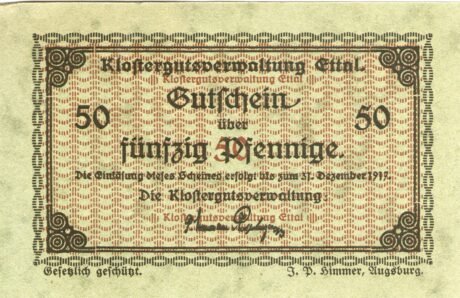 Klostergutsverwaltung Ettal.
Klostergutsverwaltung Ettal
Gutschein
über
50 50
fünfzig Pfennige.
50
Die Einlösung dieses Scheines erfolgt bis zum 31. Dezember 1917.
Die Klostergutsverwaltung:
Klostergutsverwaltung Ettal
Gesetzlich geschützt. J. P. Himmer, Augsburg.